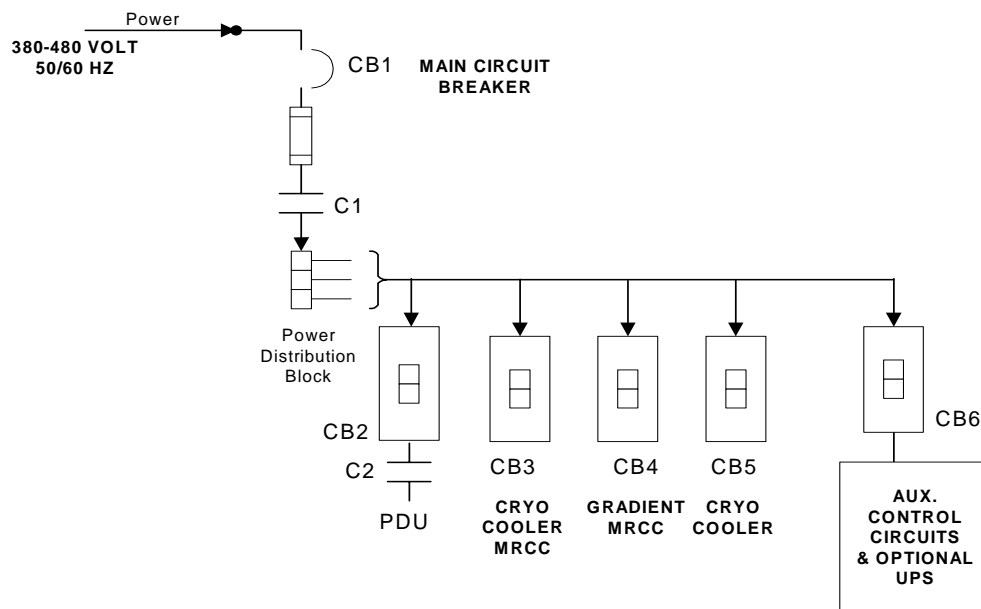 Power
380-480 VOLT
50/60 HZ
CB1
MAIN CIRCUIT
BREAKER
C1
Power
Distribution
Block
CB2
C2
PDU
CB3
CRYO
COOLER
MRCC
CB4
GRADIENT
MRCC
CB5
CRYO
COOLER
CB6
AUX.
CONTROL
CIRCUITS
& OPTIONAL
UPS